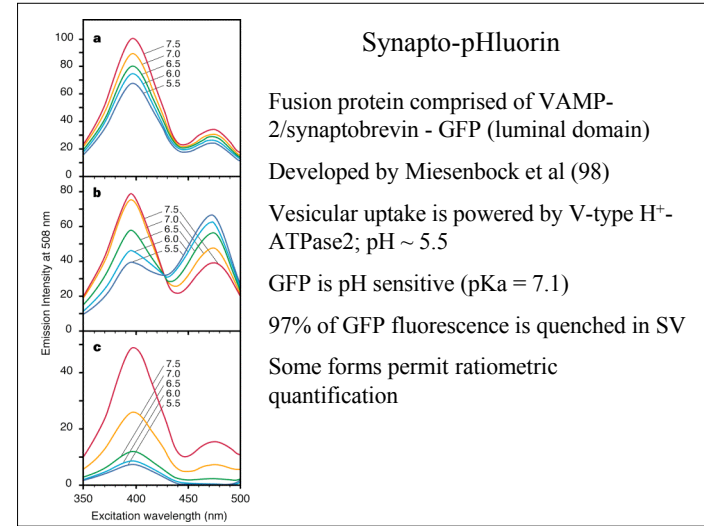 Synapto-pHluorin
Fusion protein comprised of VAMP-
2/synaptobrevin - GFP (luminal domain)
Developed by Miesenbock et al (98)
Vesicular uptake is powered by V-type H+-
ATPase2; pH ~ 5.5
GFP is pH sensitive (pKa = 7.1)
97% of GFP fluorescence is quenched in SV
Some forms permit ratiometric
quantification
Emission Intensity at 508 nm
a
100
80
60
40
20
0
7.5
7.0
6.5
6.0
5.5
b
80
60
40
20
0
7.5
7.0
6.5
6.0
5.5
c
40
20
0
7.5
7.0
6.5
6.0
5.5
350 400 450 500
Excitation wavelength (nm)